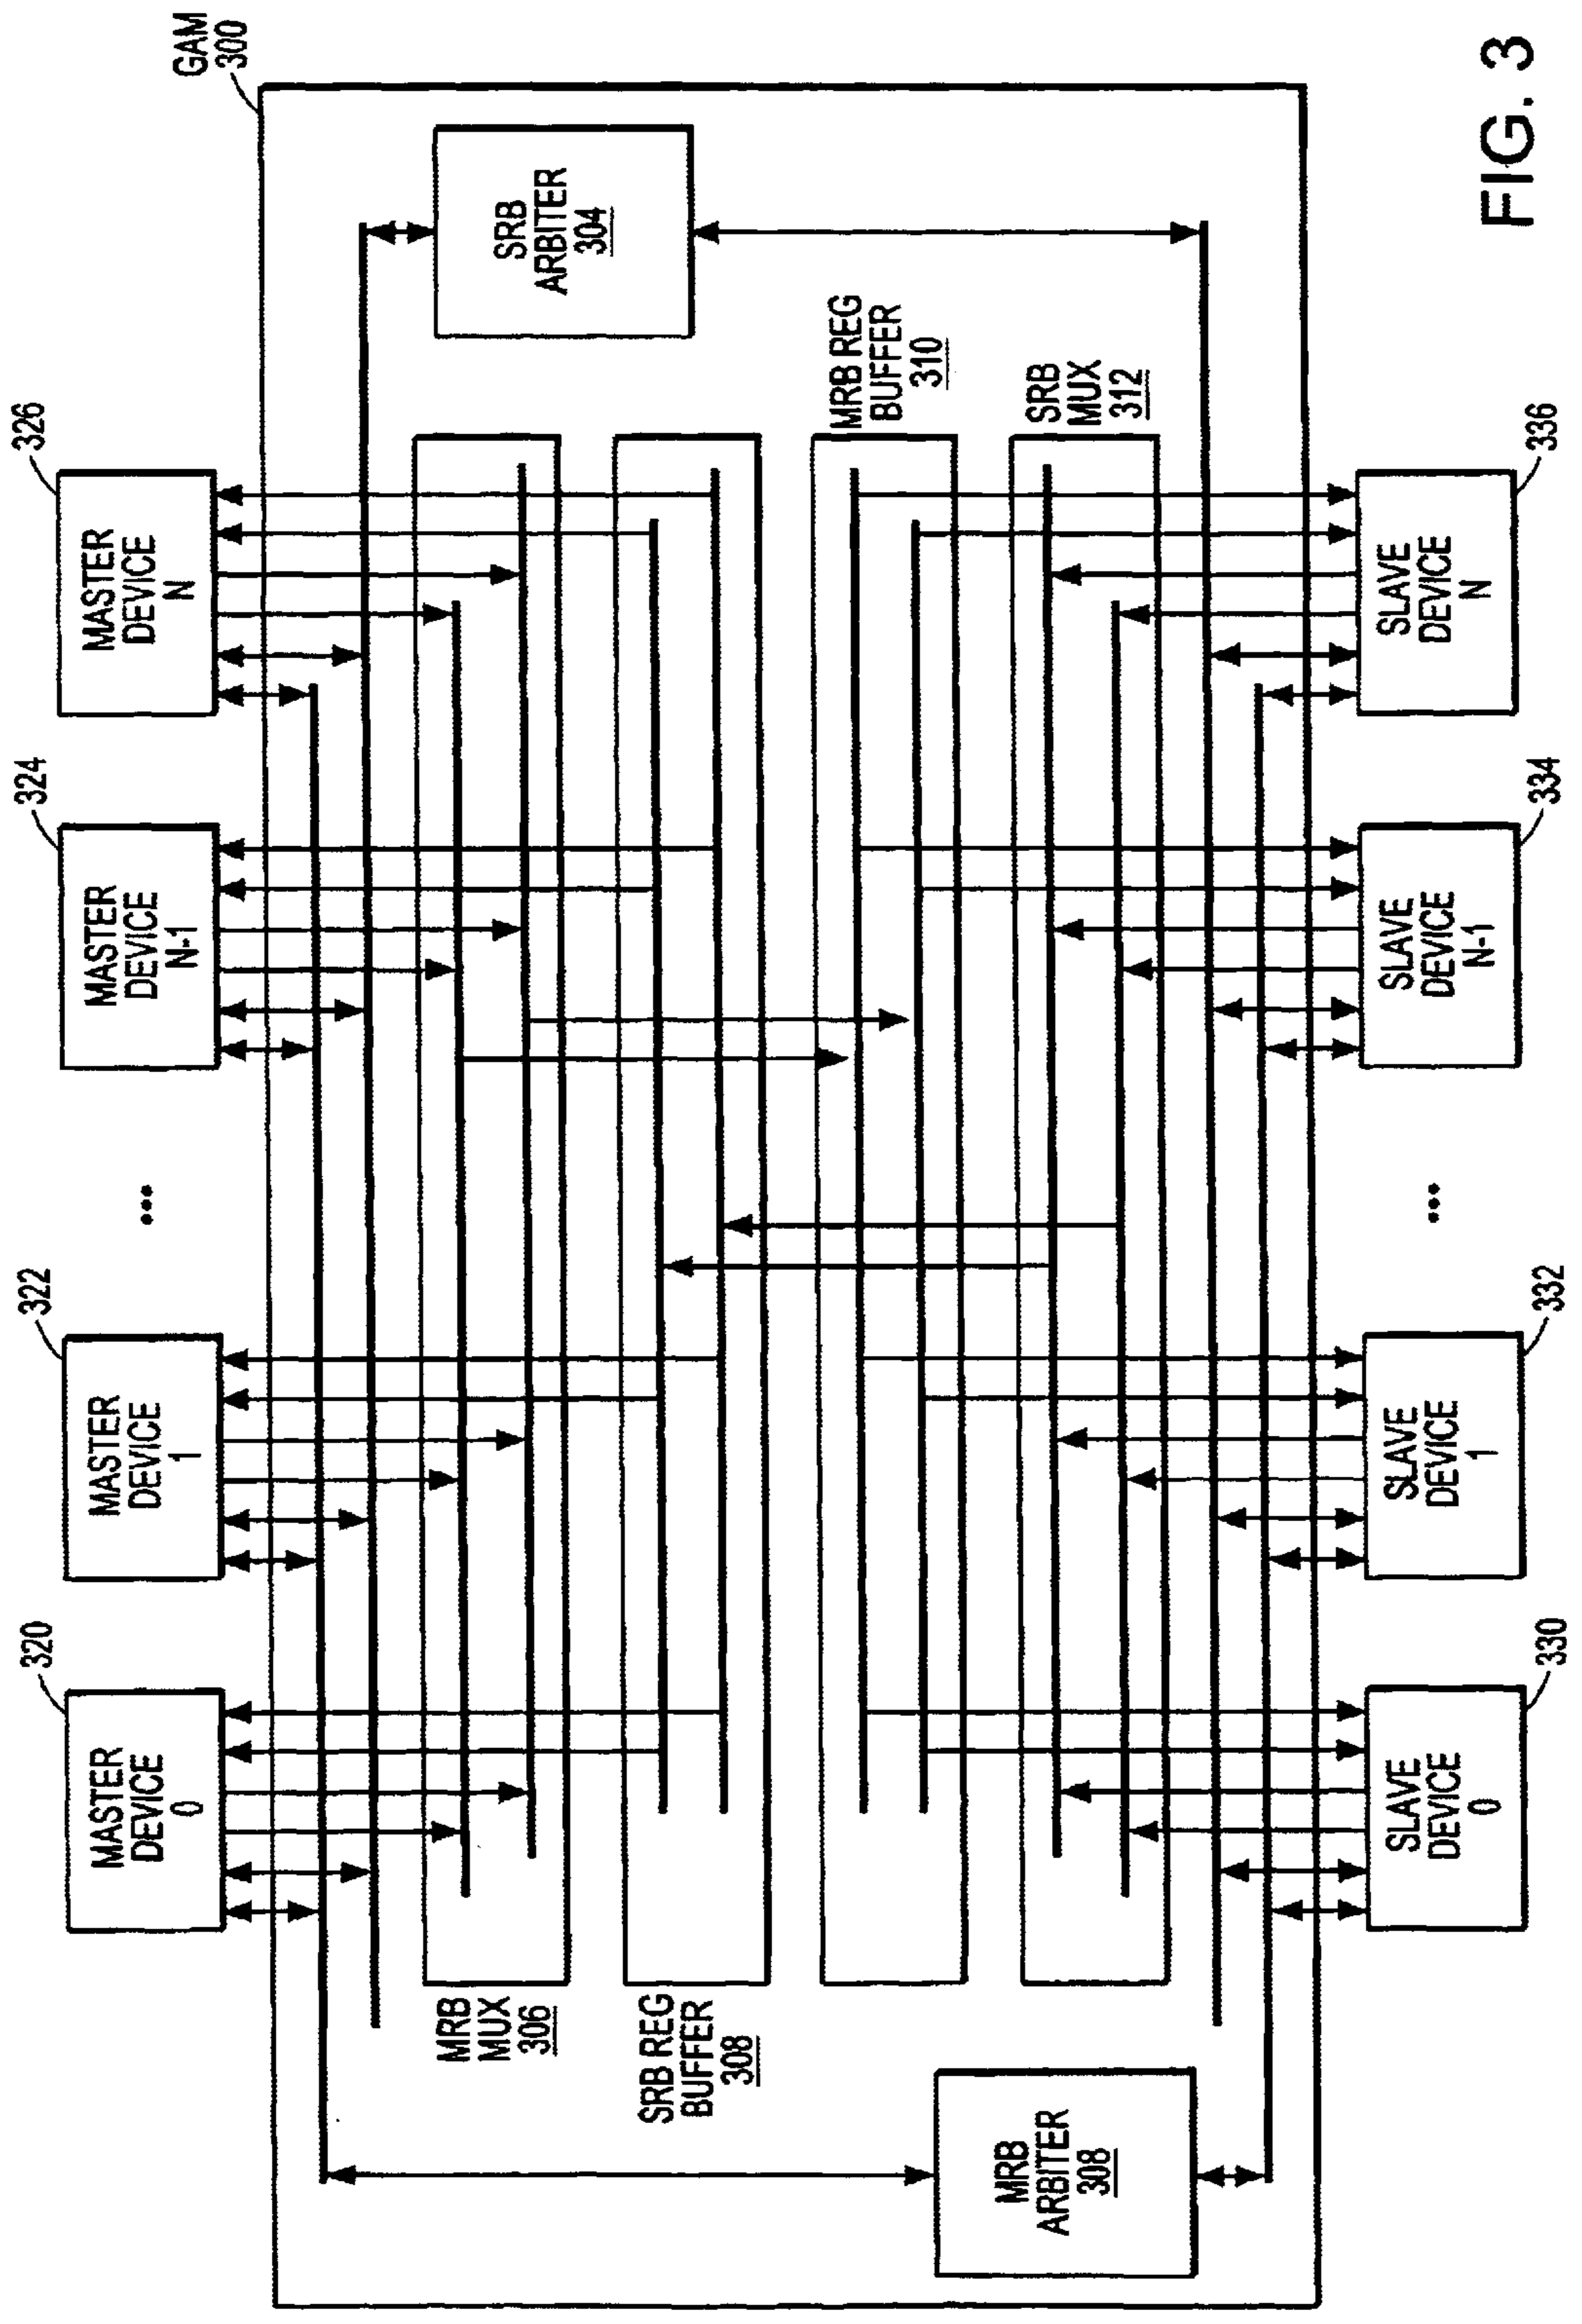 GAM
300
320
322
324
326
MASTER
DEVICE
0
MASTER
DEVICE
1
...
MASTER
DEVICE
N-1
MASTER
DEVICE
N
MRB
MUX
306
SRB REG
BUFFER
308
SRB
ARBITER
304
MRB REG
BUFFER
310
SRB
MUX
312
MRB
ARBITER
308
SLAVE
DEVICE
0
SLAVE
DEVICE
1
...
SLAVE
DEVICE
N-1
SLAVE
DEVICE
N
330
332
334
336
FIG. 3